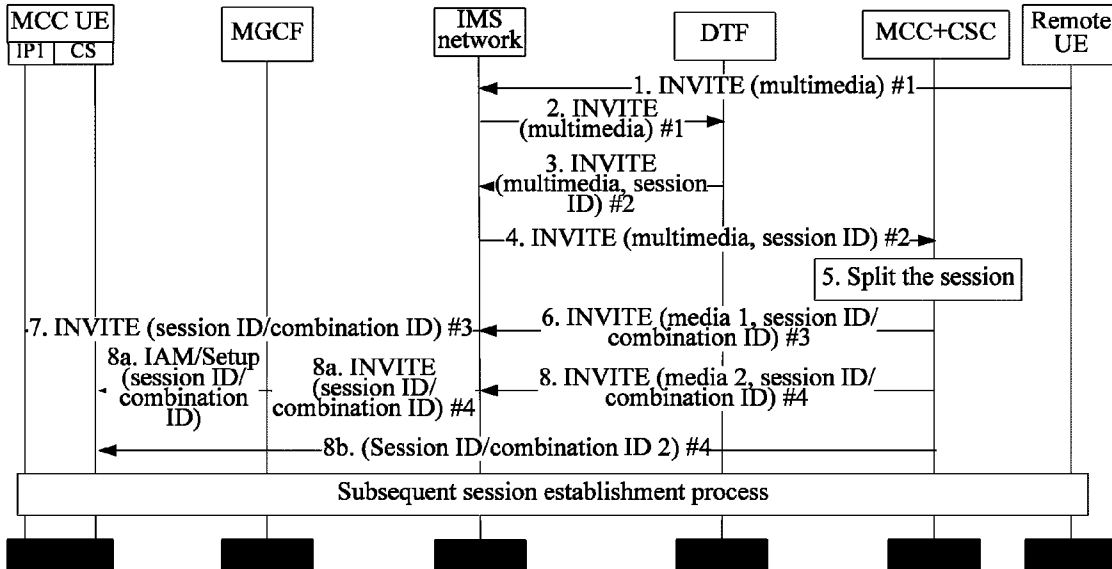 MCC UE
IP1
CS
MGCF
IMS
network
DTF
MCC+CSC
Remote
UE
1. INVITE (multimedia) #1
2. INVITE
(multimedia) #1
3. INVITE
(multimedia, session
ID) #2
4. INVITE (multimedia, session ID) #2
5. Split the session
7. INVITE (session ID/combination ID) #3
6. INVITE (media 1, session ID/
combination ID) #3
8a. IAM/Setup
(session ID/
combination
ID)
8a. INVITE
(session ID/
combination ID) #4
8. INVITE (media 2, session ID/
combination ID) #4
8b. (Session ID/combination ID 2) #4
Subsequent session establishment process